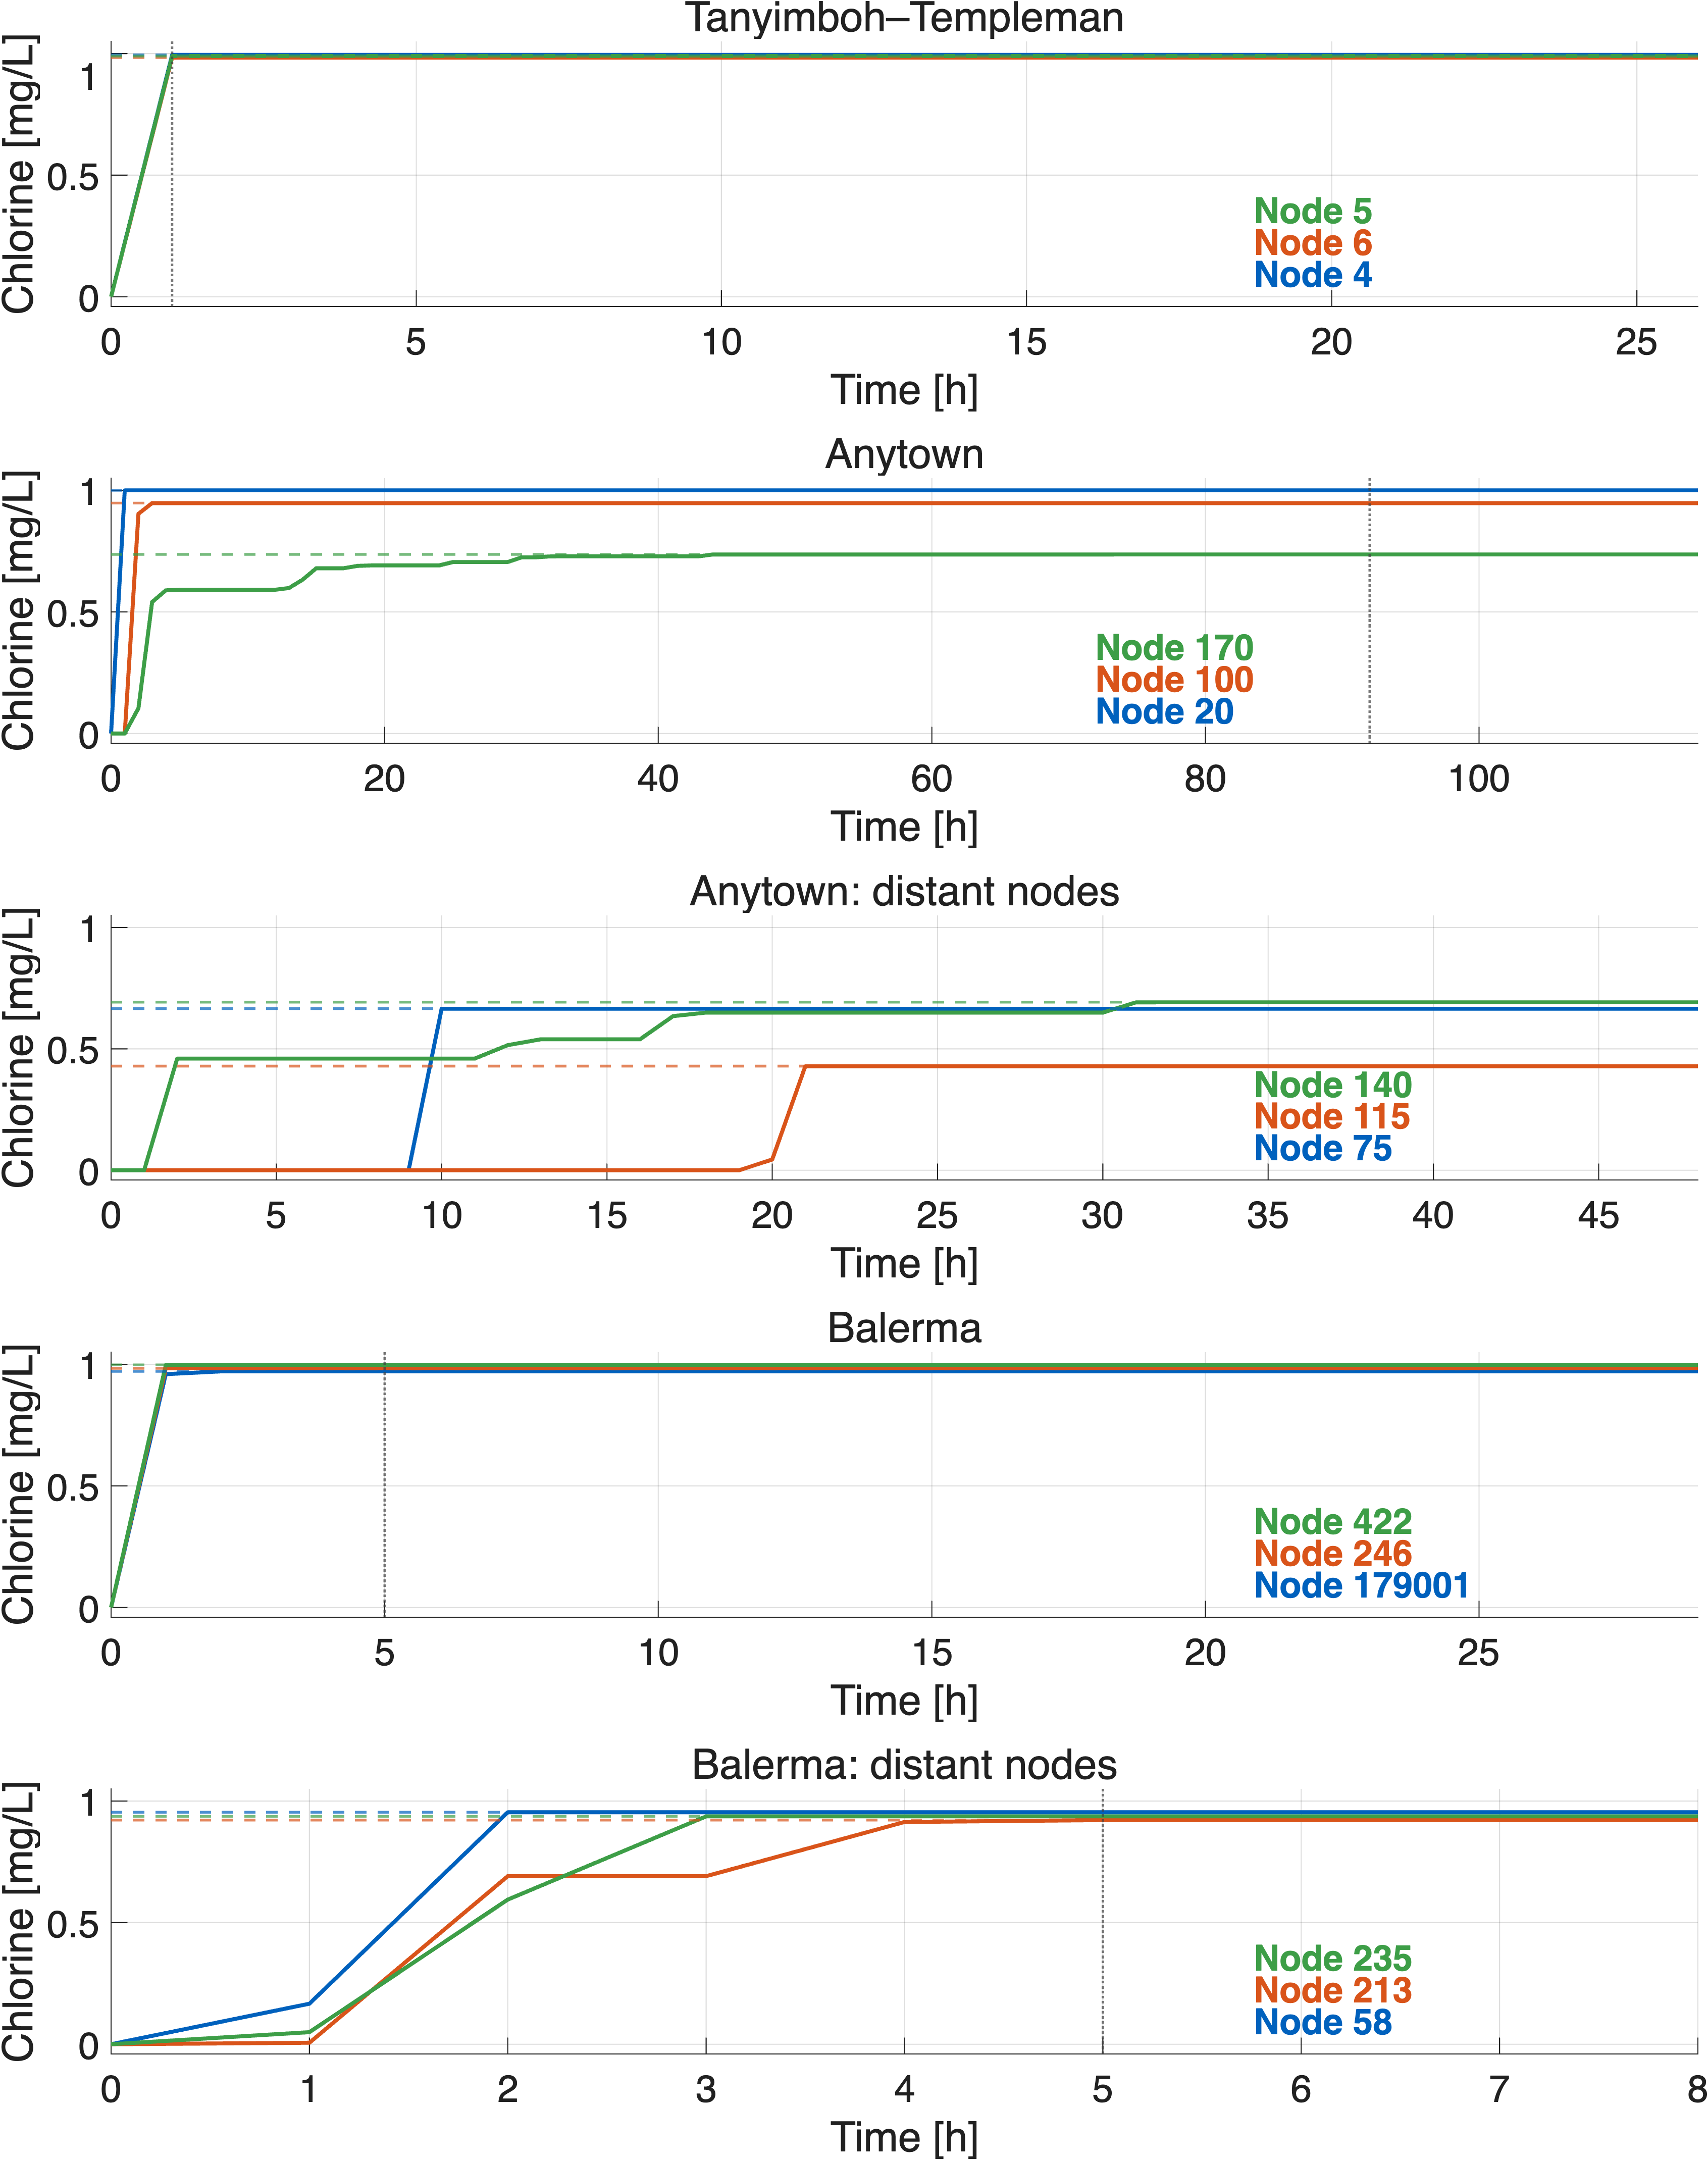 Tanyimboh–Templeman
Chlorine [mg/L]
1
0.5
0
Node 5
Node 6
Node 4
0 5 10 15 20 25
Time [h]
Anytown
Chlorine [mg/L]
1
0.5
0
Node 170
Node 100
Node 20
0 20 40 60 80 100
Time [h]
Anytown: distant nodes
Chlorine [mg/L]
1
0.5
0
Node 140
Node 115
Node 75
0 5 10 15 20 25 30 35 40 45
Time [h]
Balerma
Chlorine [mg/L]
1
0.5
0
Node 422
Node 246
Node 179001
0 5 10 15 20 25
Time [h]
Balerma: distant nodes
Chlorine [mg/L]
1
0.5
0
Node 235
Node 213
Node 58
0 1 2 3 4 5 6 7 8
Time [h]